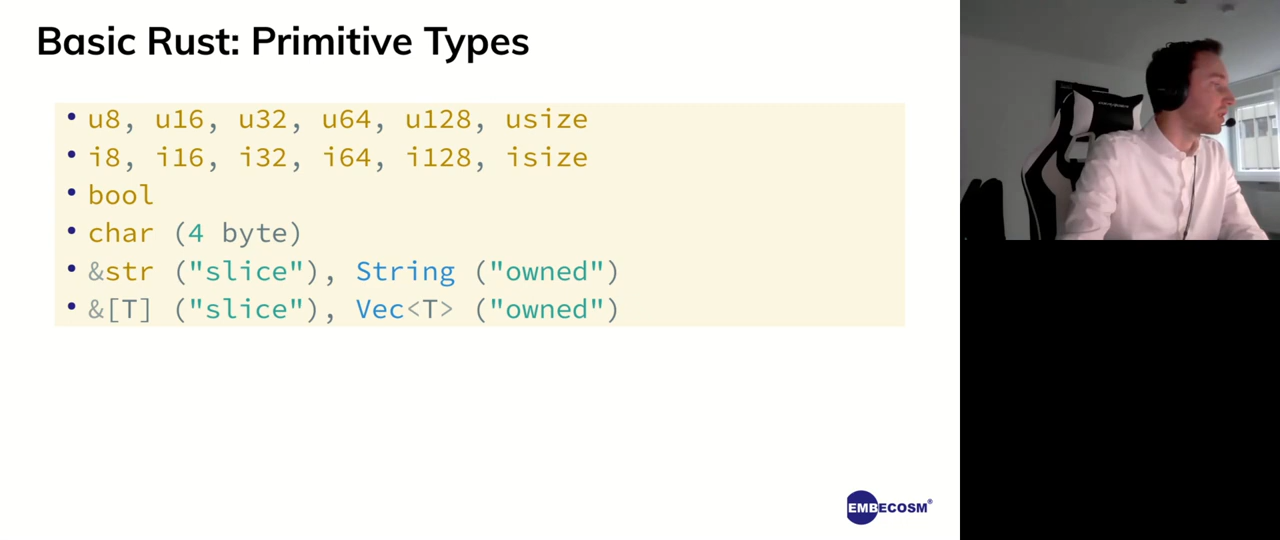 Basic Rust: Primitive Types
• u8, u16, u32, u64, u128, usize
• i8, i16, i32, i64, i128, isize
• bool
• char (4 byte)
• &str ("slice"), String ("owned")
• &[T] ("slice"), Vec<T> ("owned")
EMBECOSM®